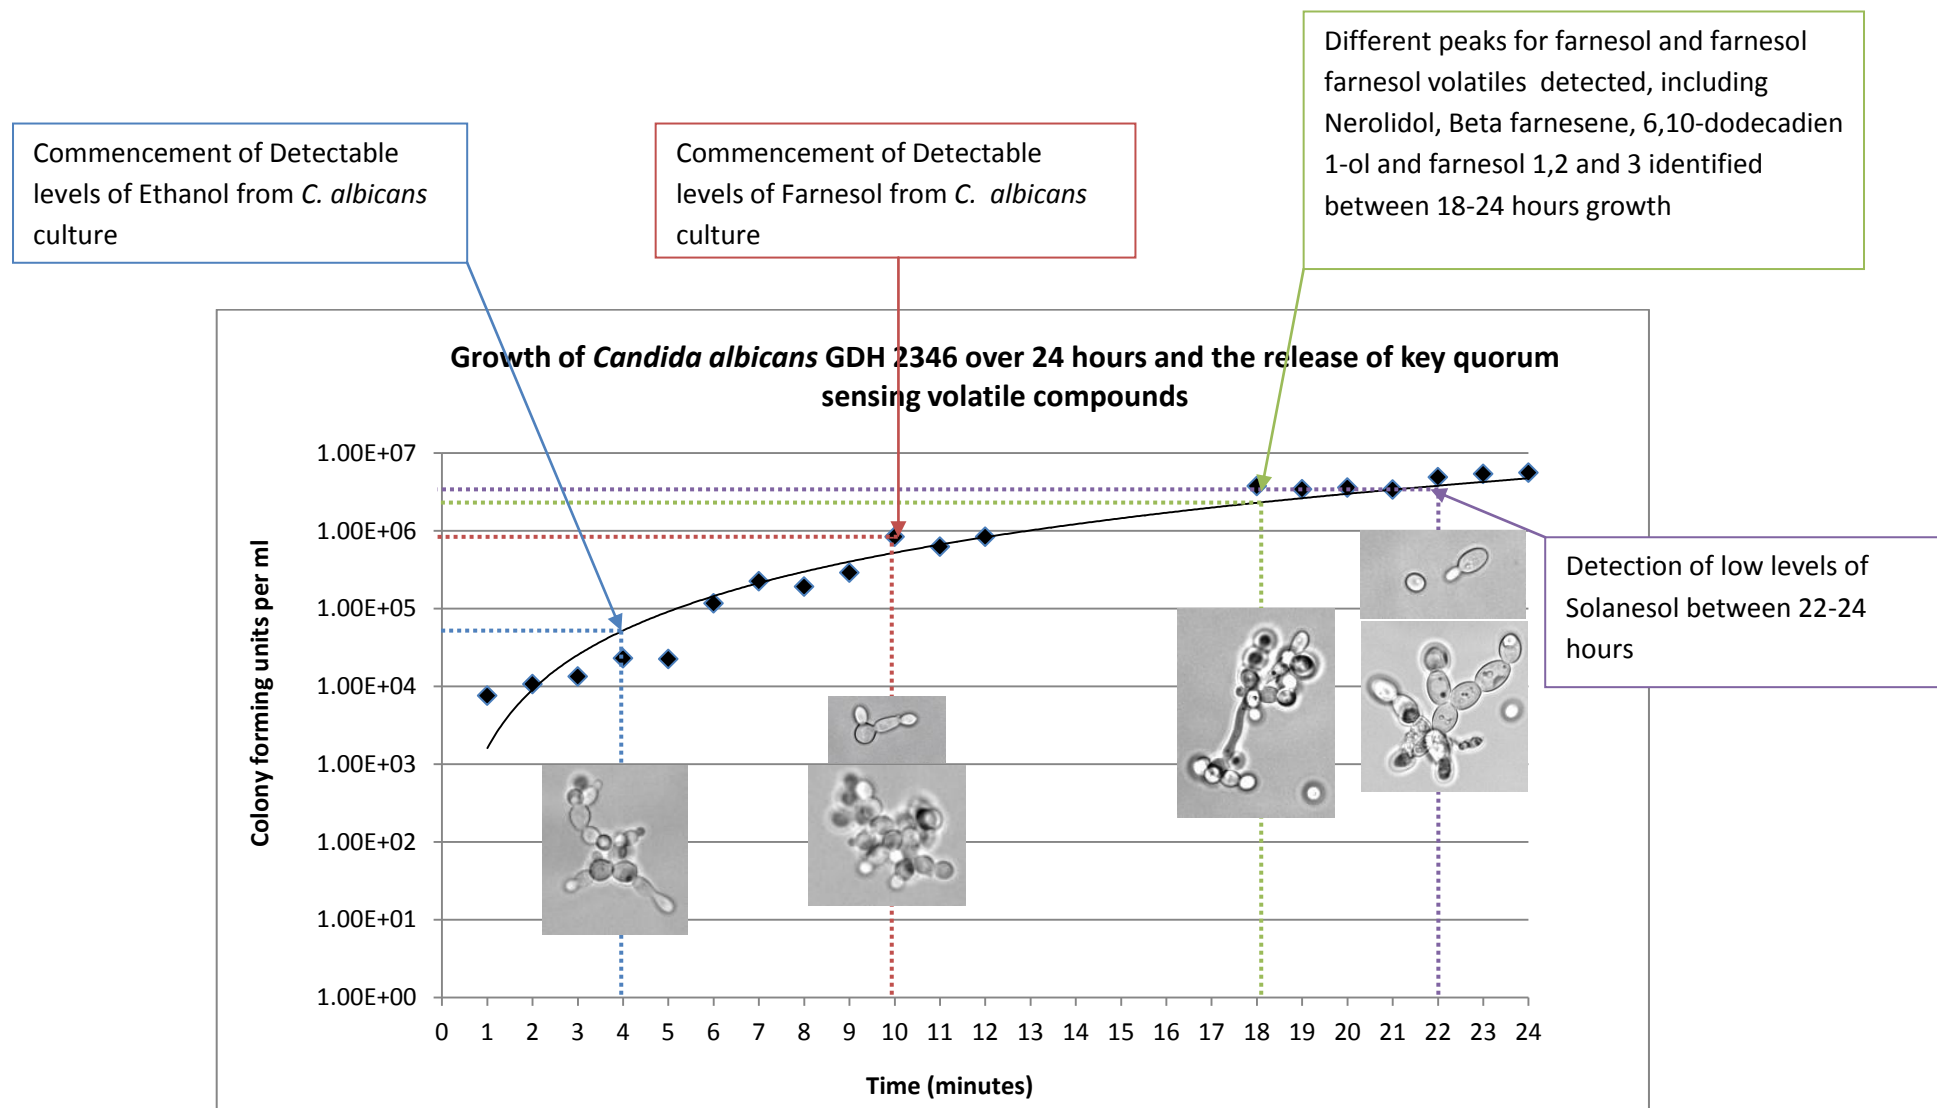 Different peaks for farnesol and farnesol
farnesol volatiles detected, including
Nerolidol, Beta farnesene, 6,10-dodecadien
1-ol and farnesol 1,2 and 3 identified
between 18-24 hours growth
Commencement of Detectable
levels of Ethanol from C. albicans
culture
Commencement of Detectable
levels of Farnesol from C. albicans
culture
Growth of Candida albicans GDH 2346 over 24 hours and the release of key quorum
sensing volatile compounds
Colony forming units per ml
1.00E+07
1.00E+06
1.00E+05
1.00E+04
1.00E+03
1.00E+02
1.00E+01
1.00E+00
Detection of low levels of
Solanesol between 22-24
hours
0 1 2 3 4 5 6 7 8 9 10 11 12 13 14 15 16 17 18 19 20 21 22 23 24
Time (minutes)